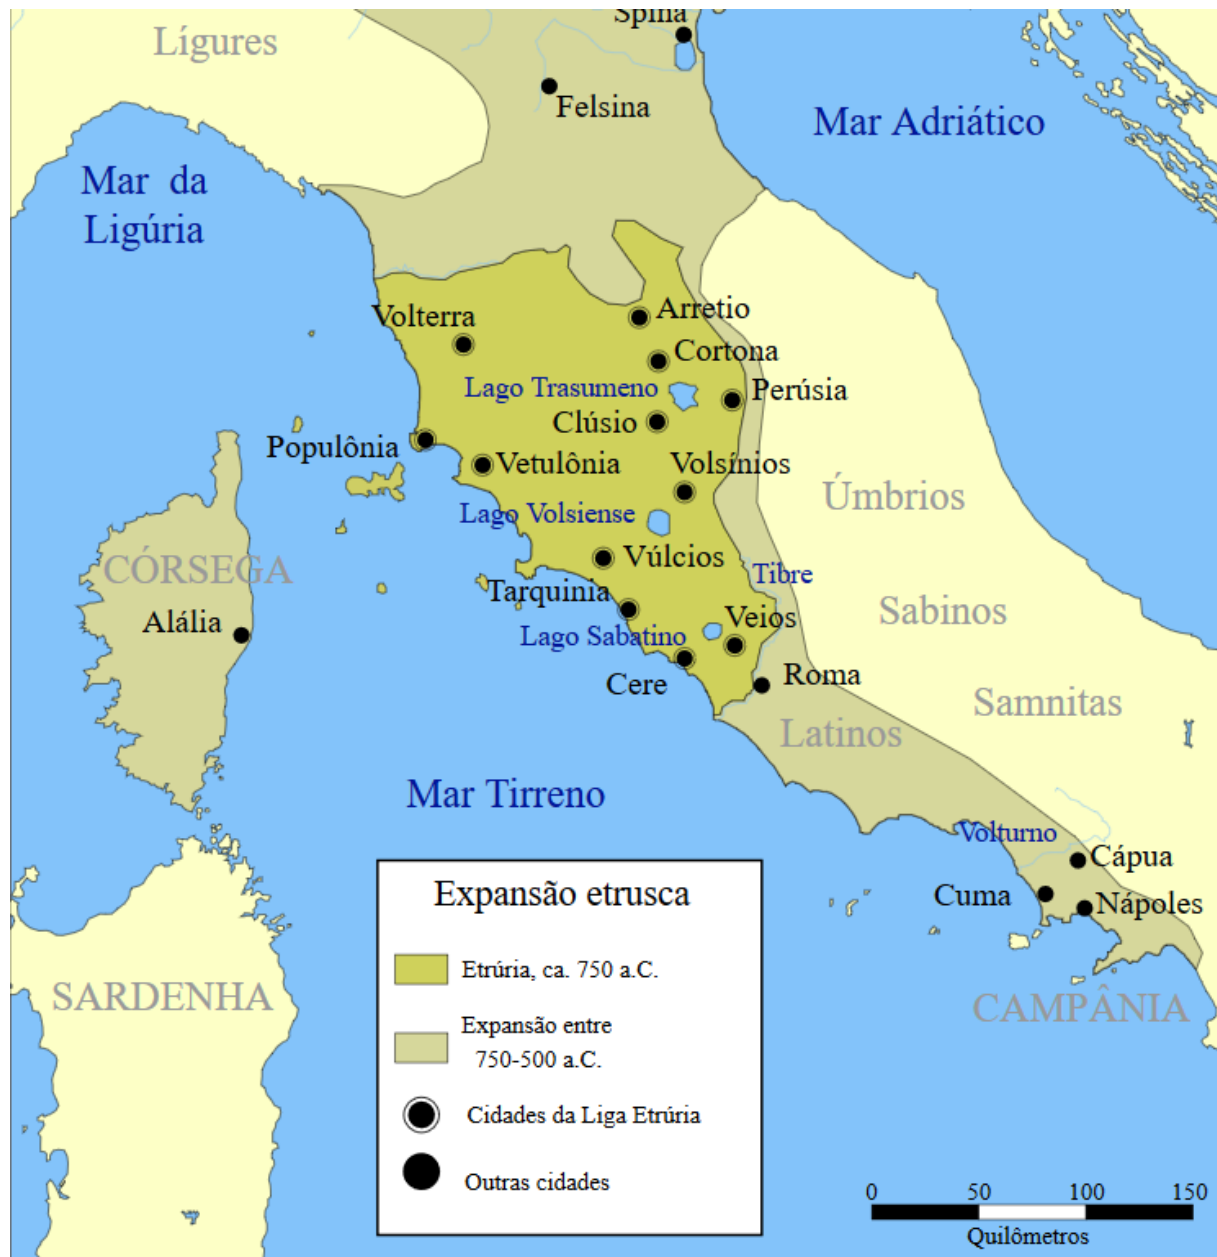 Spina
Lígures
Felsina
Mar Adriático
Mar da
Ligúria
Volterra
Arretio
Cortona
Lago Trasumeno
Perúsia
Clúsio
Populônia
Vetulônia
Volsínios
Úmbrios
Lago Volsiense
CÓRSEGA
Vúlcios
Tibre
Tarquinia
Sabinos
Alália
Veios
Lago Sabatino
Cere
Roma
Samnitas
Latinos
Mar Tirreno
Volturno
Cápua
Cuma
Nápoles
SARDENHA
CAMPÂNIA
Expansão etrusca
Etrúria, ca. 750 a.C.
Expansão entre
750-500 a.C.
Cidades da Liga Etrúria
Outras cidades
0 50 100 150
Quilômetros